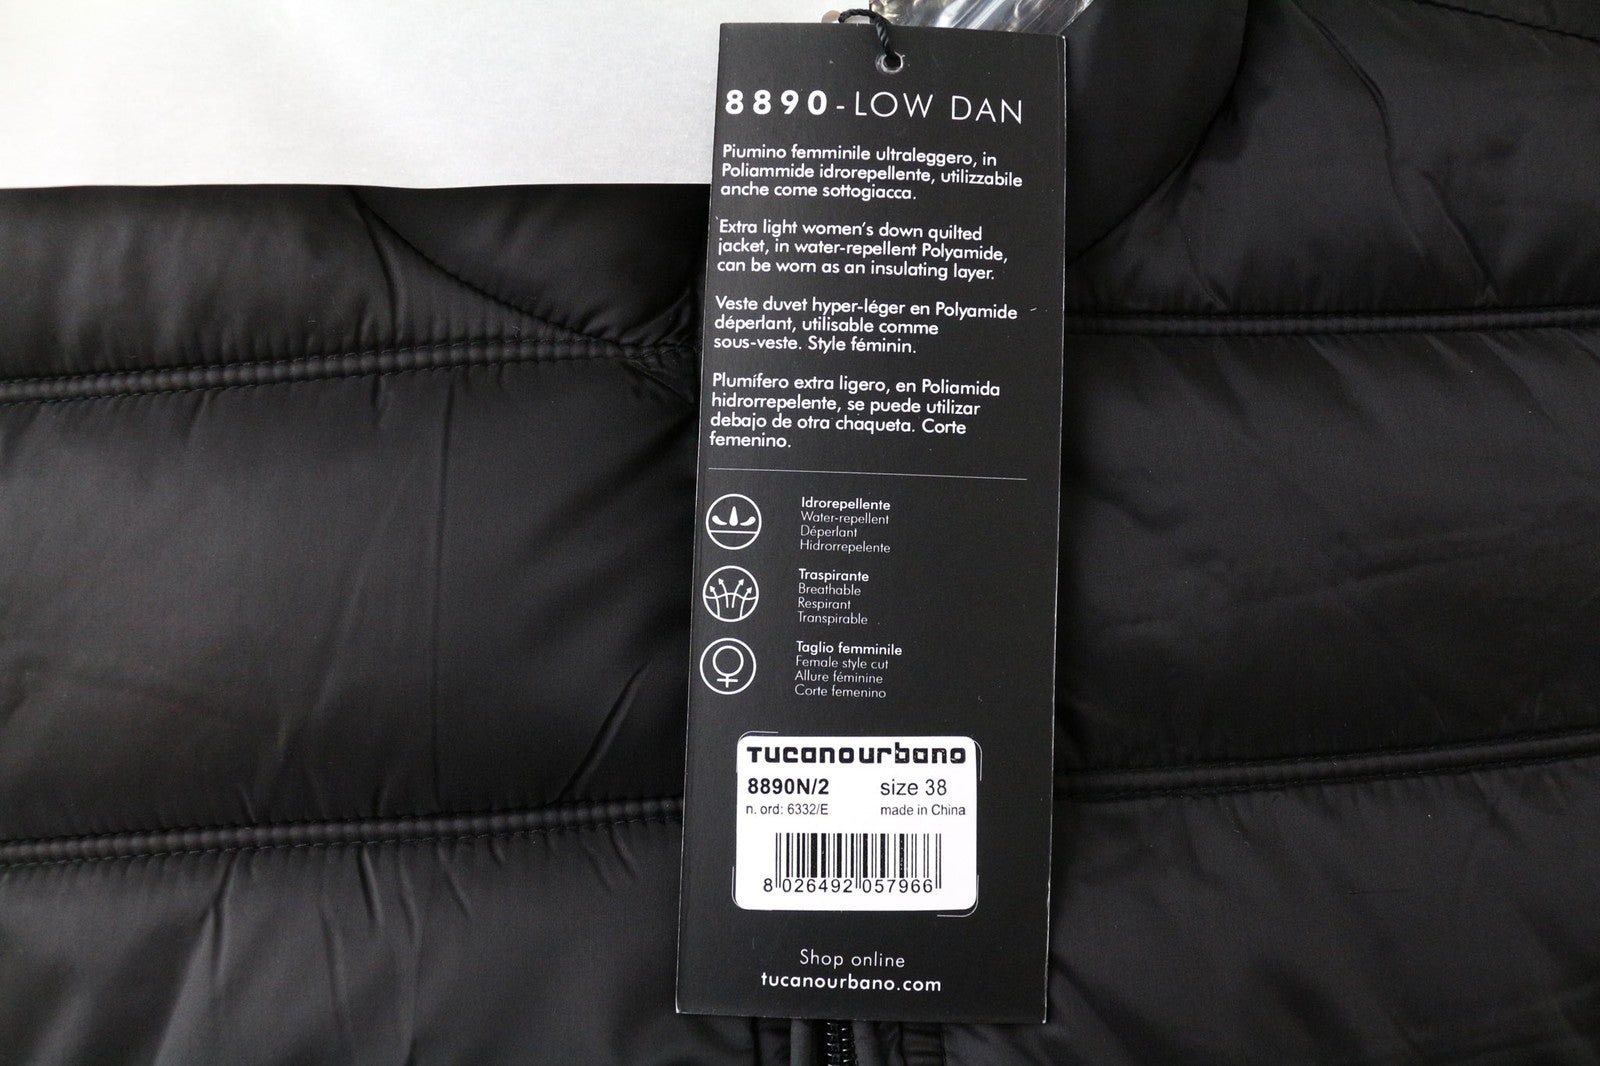 8890-LOW DAN
Piumino femminile ultraleggero, in
Poliammide idrorepellente, utilizzabile
anche come sottogiacca.
Extra light women's down quilted
jacket, in water-repellent Polyamide,
can be worn as an insulating layer.
Veste duvet hyper-léger en Polyamide
déperlant, utilisable comme
sous-veste. Style féminin.
Plumífero extra ligero, en Poliamida
hidrorrepelente, se puede utilizar
debajo de otra chaqueta. Corte
femenino.
Idrorepellente
Water-repellent
Déperlant
Hidrorrepelente
Traspirante
Breathable
Respirant
Transpirable
Taglio femminile
Female style cut
Allure féminine
Corte femenino
TUCANOURBANO
8890N/2 size 38
n. ord: 6332/E made in China
8 026492 057966
Shop online
tucanourbano.com